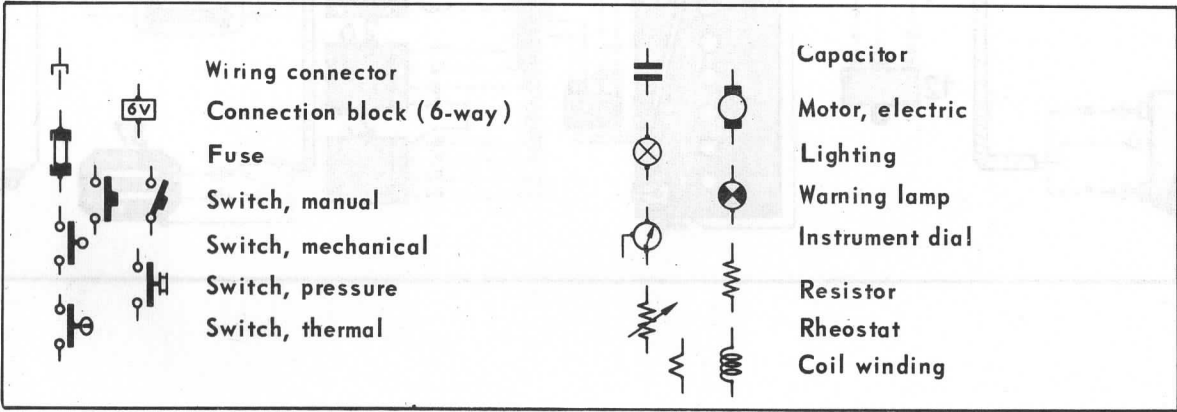 Wiring connector
6V
Connection block (6-way)
Fuse
Switch, manual
Switch, mechanical
Switch, pressure
Switch, thermal
Capacitor
Motor, electric
Lighting
Warning lamp
Instrument dial
Resistor
Rheostat
Coil winding